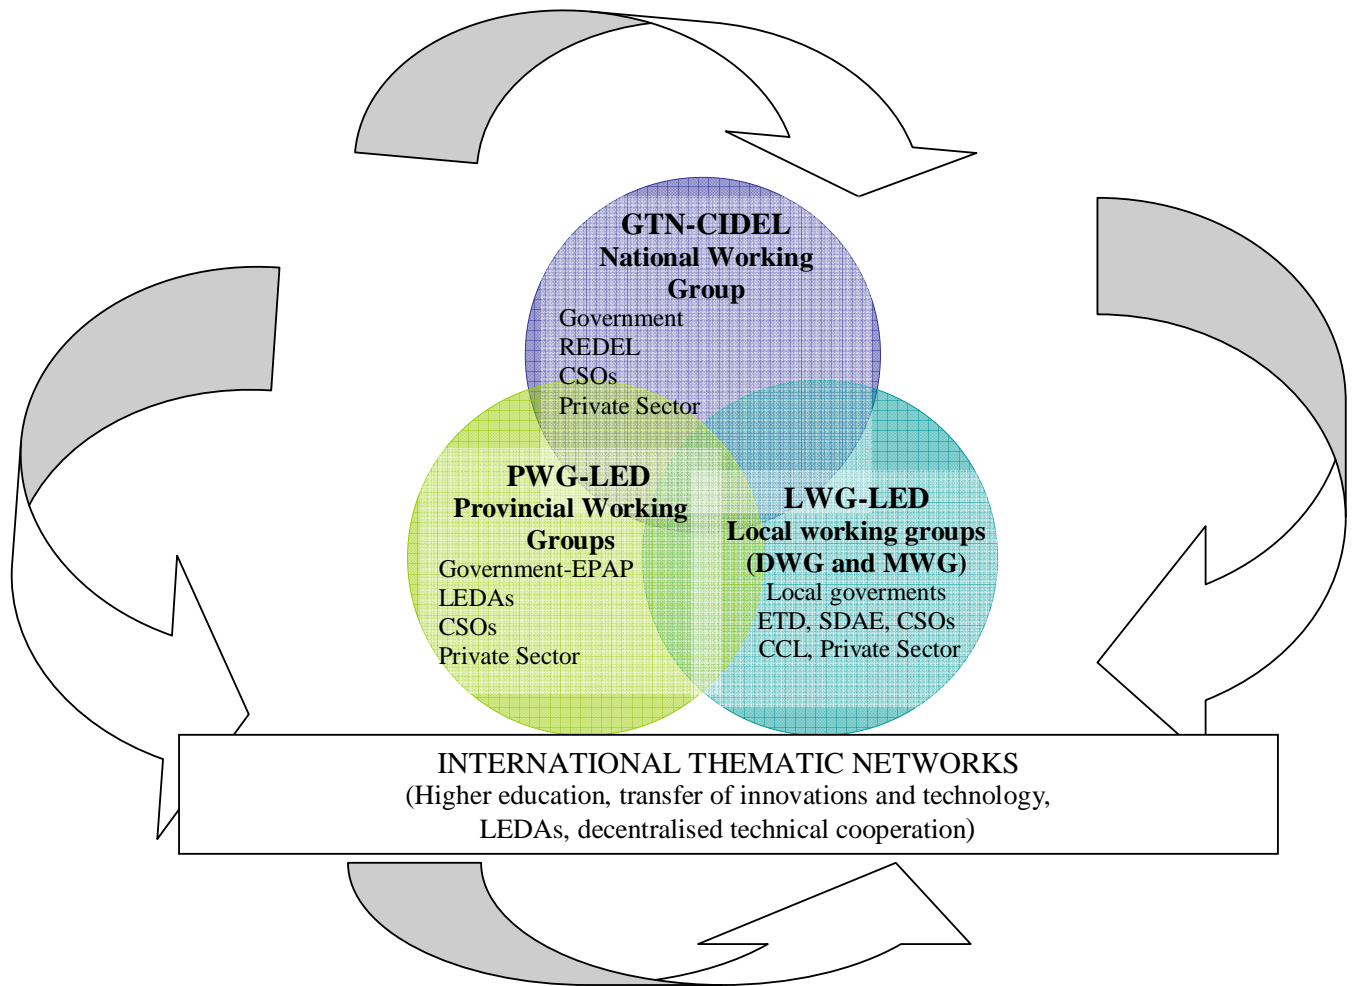 GTN-CIDEL
National Working
Group
Government
REDEL
CSOs
Private Sector
PWG-LED
Provincial Working
Groups
Government-EPAP
LEDAs
CSOs
Private Sector
LWG-LED
Local working groups
(DWG and MWG)
Local goverments
ETD, SDAE, CSOs
CCL, Private Sector
INTERNATIONAL THEMATIC NETWORKS
(Higher education, transfer of innovations and technology,
LEDAs, decentralised technical cooperation)